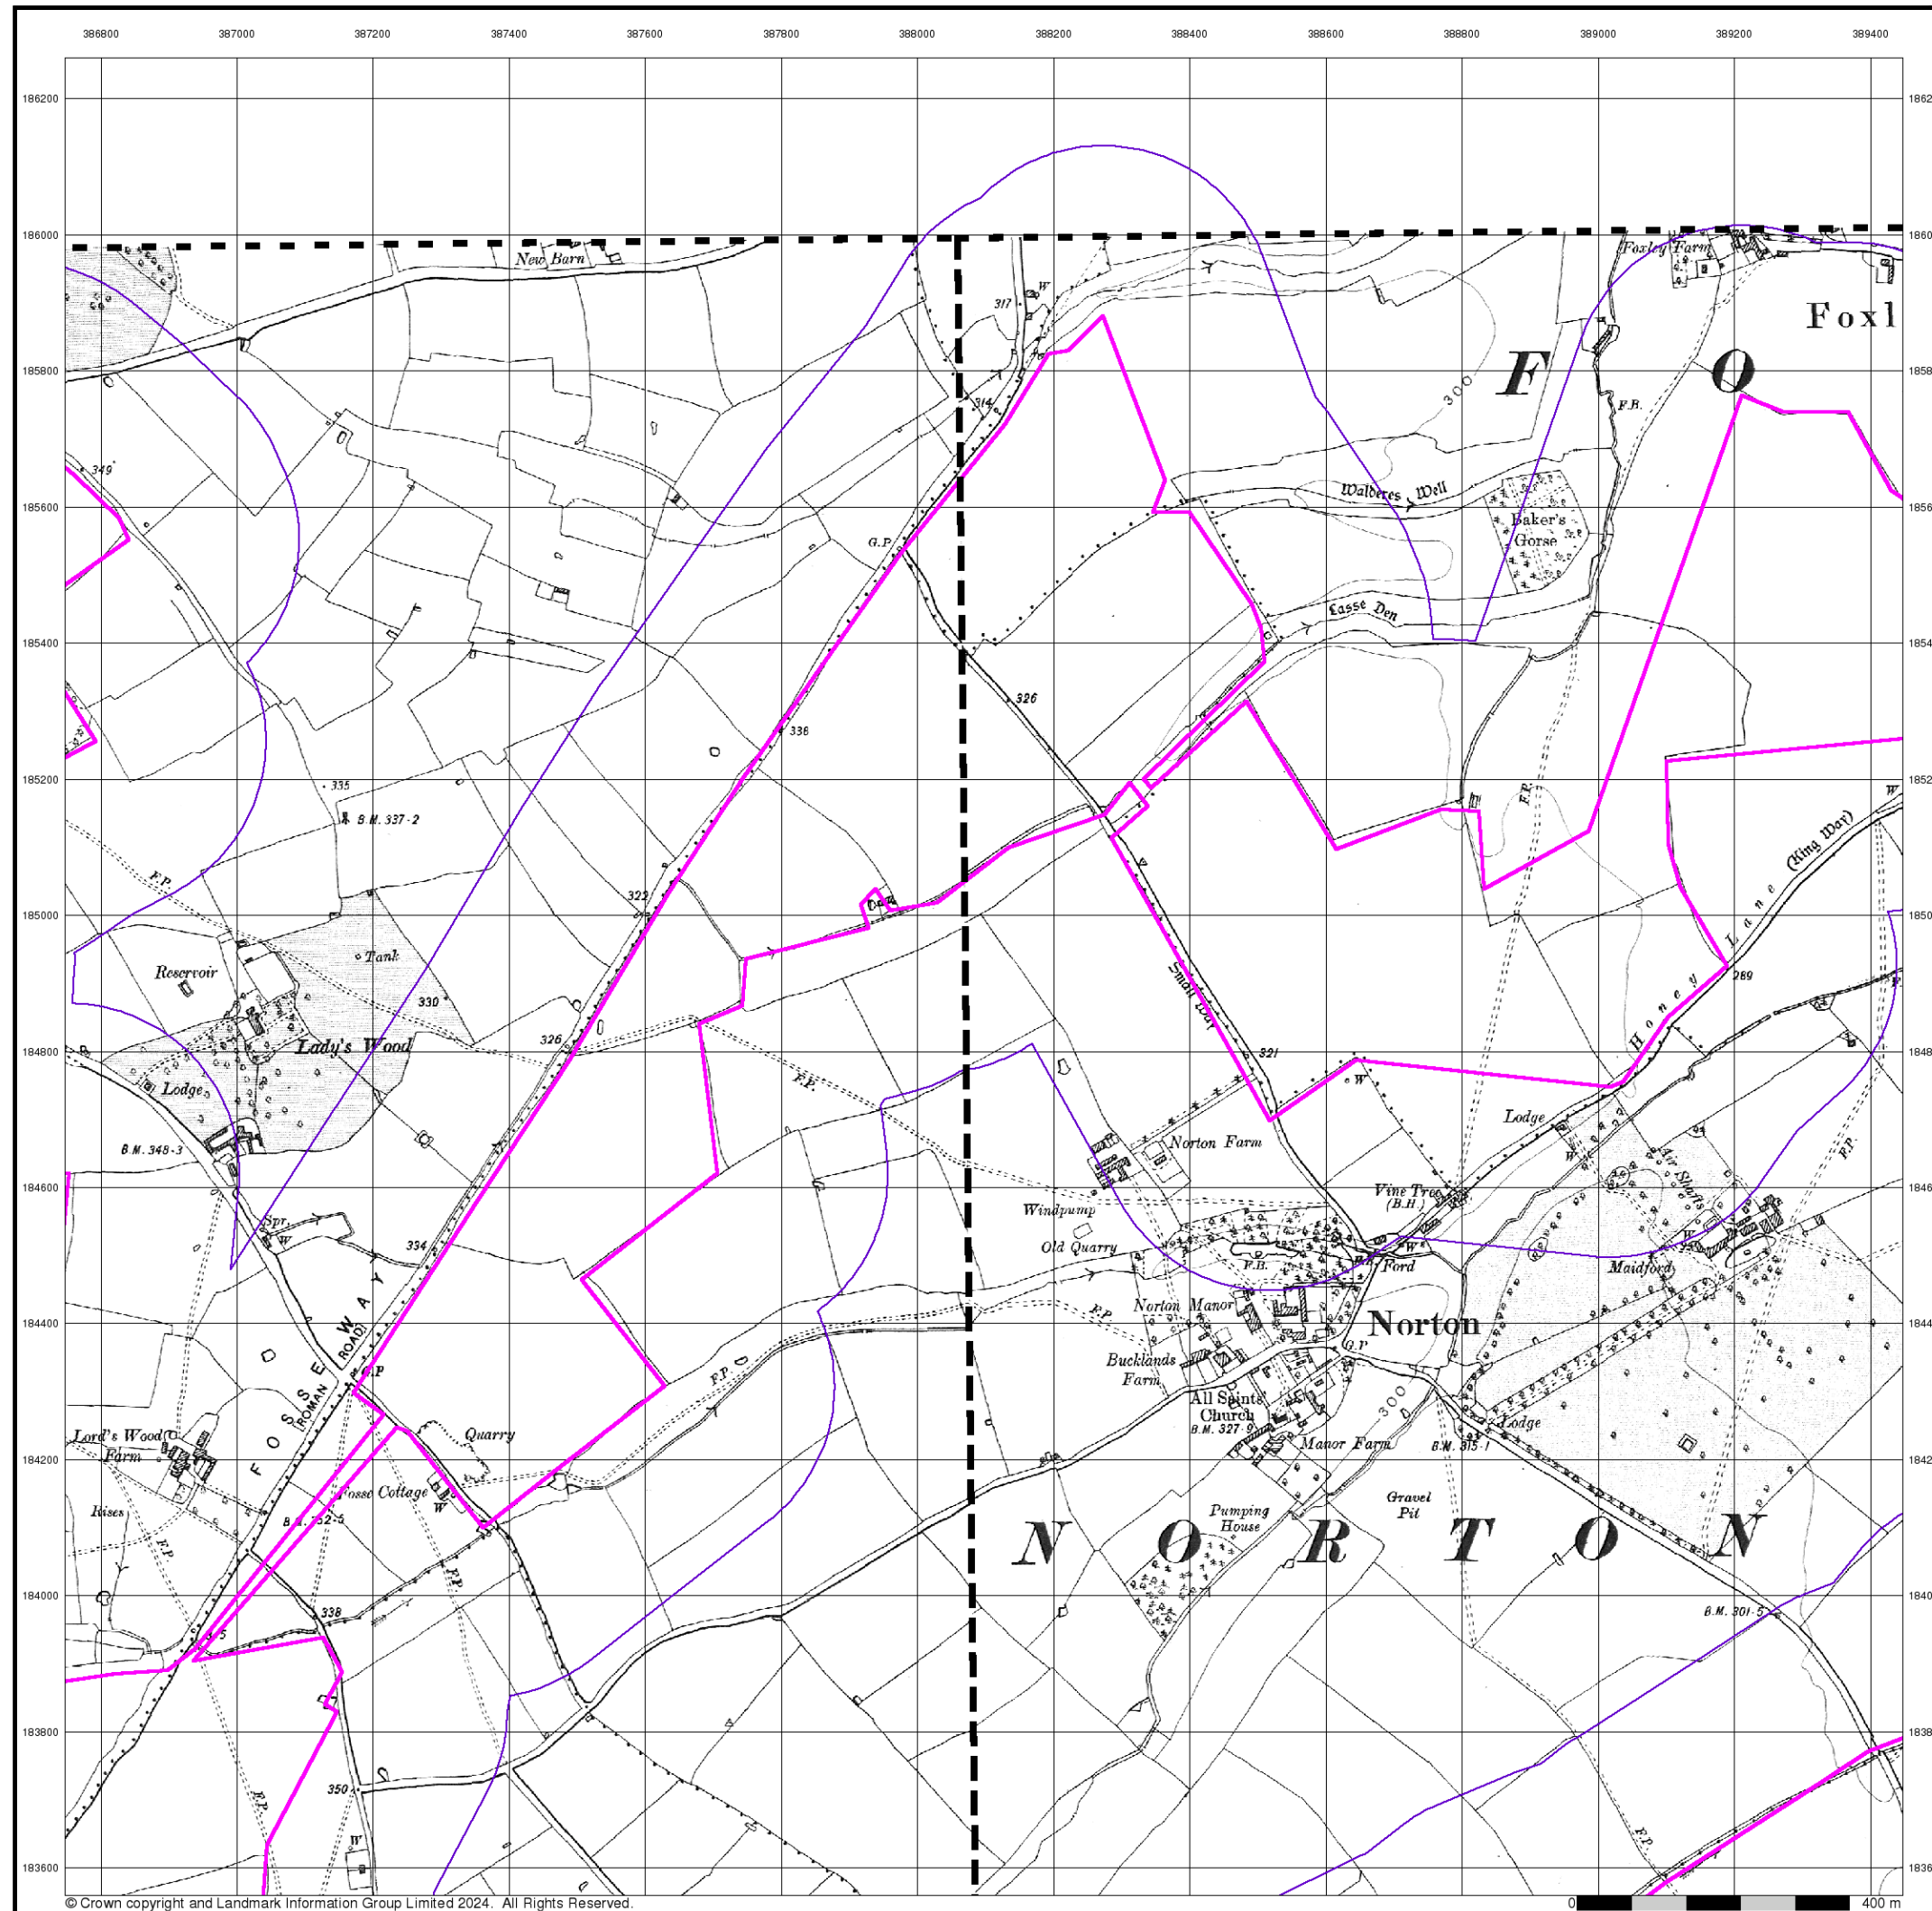 386800 387000 387200 387400 387600 387800 388000 388200 388400 388600 388800 389000 389200 389400
186200
186000
New Barn
Foxley Farm
317
W
Foxl
185800
F O
300
314
F.B.
349
Walderes Well
185600
Baker's
Gorse
G.P.
Lasse Den
185400
326
338
185200
335
B.M. 337·2
F.P.
W
(King Way)
F.P.
322
185000
Honey Lane
Tank
Reservoir
330
Small Way
289
326
Lady's Wood
321
184800
F.P.
W
Lodge
Lodge
Norton Farm
B.M. 348·3
W
Air Shafts
F.P.
184600
Vine Tree
(B.H.)
Windpump
Spr.
W
334
Old Quarry
W
W
F.B.
Ford
Maidford
Norton Manor
F.P.
184400
Norton
FOSSE WAY
(ROMAN ROAD)
G.P
G.P
Bucklands
Farm
F.P.
All Saints'
Church
300
B.M. 327·9
Lodge
Quarry
Lord's Wood
Farm
Manor Farm
B.M. 315·1
184200
Fosse Cottage
W
Rises
Gravel
Pit
Pumping
House
NORTON
F.P.
F.P.
184000
338
B.M. 301·5
183800
350
F.P.
W
F.P.
183600
© Crown copyright and Landmark Information Group Limited 2024. All Rights Reserved.
0 400 m